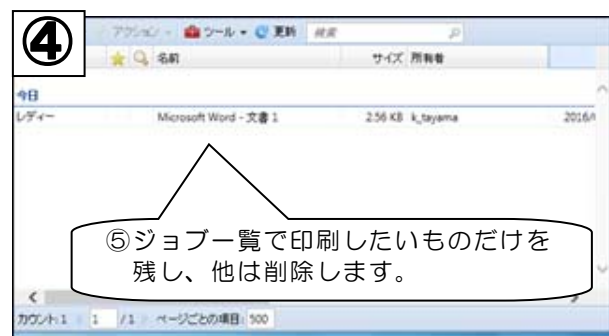 ④
アクション ツール 更新 検索
名前 サイズ 所有者
今日
レディー Microsoft Word - 文書 1 2.56 KB k_tayama 2016/
⑤ジョブ一覧で印刷したいものだけを
残し、他は削除します。
カウント:1 1 /1 ページごとの項目: 500